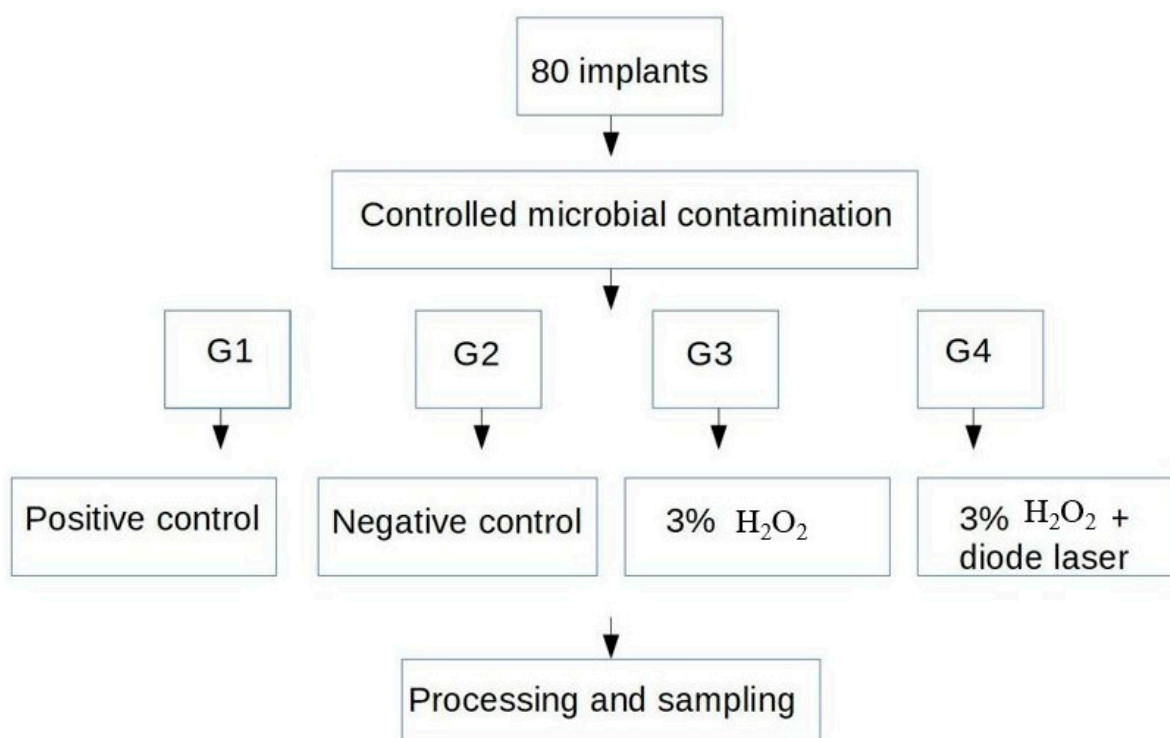 80 implants
Controlled microbial contamination
G1
G2
G3
G4
Positive control
Negative control
3% H₂O₂
3% H₂O₂ +
diode laser
Processing and sampling